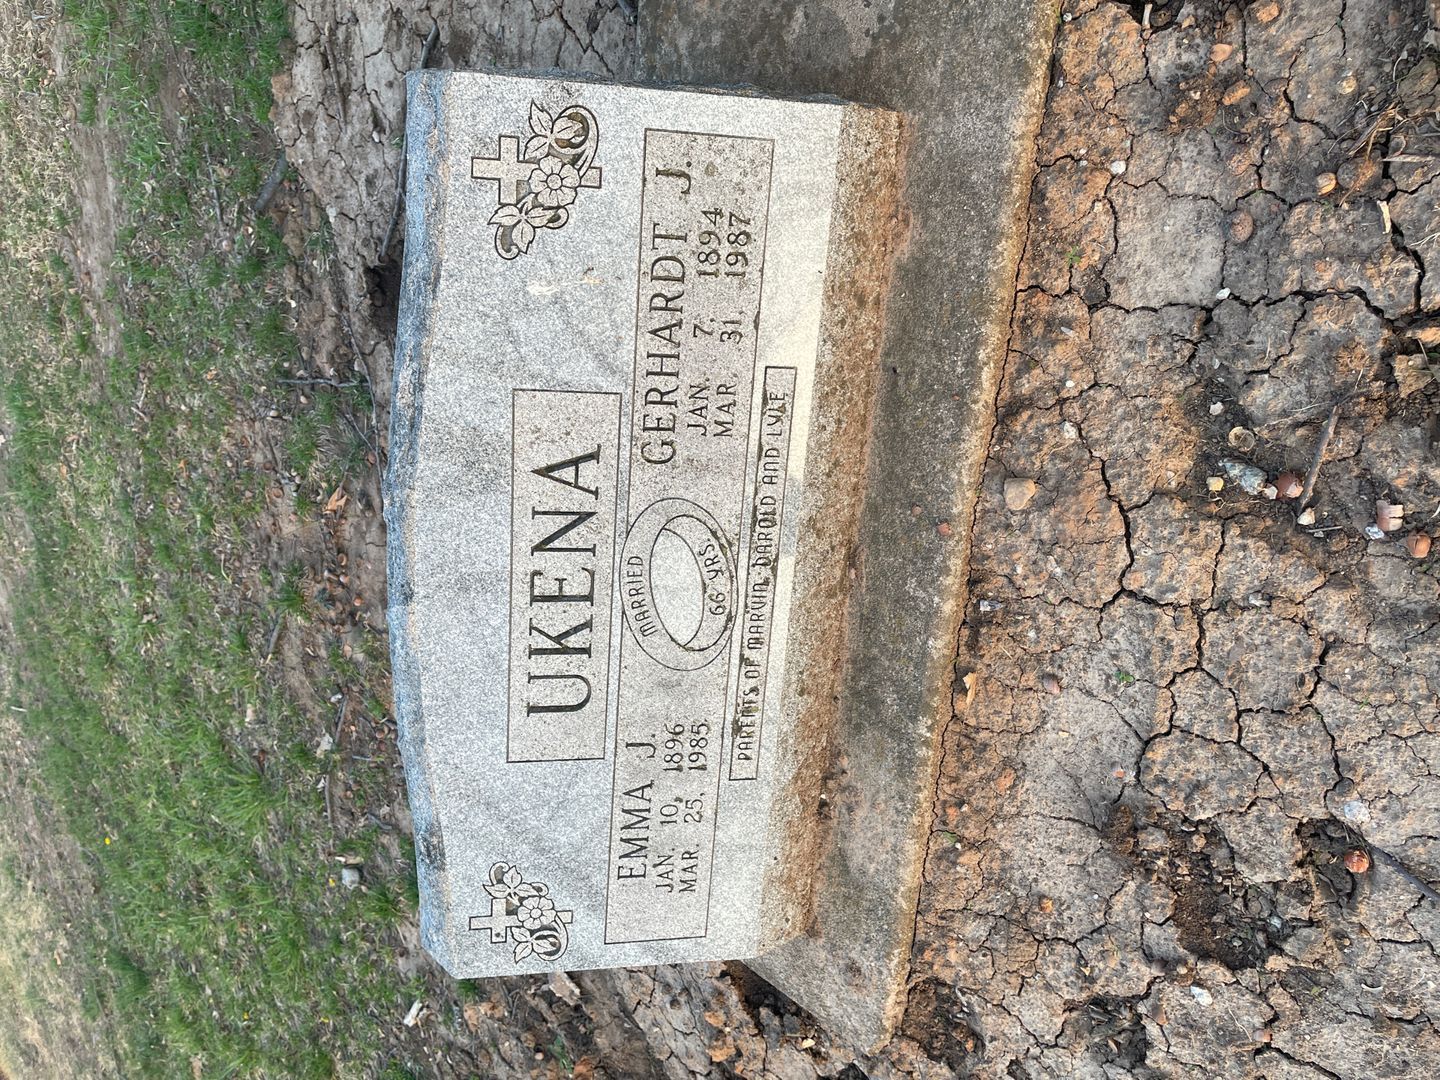 UKENA
EMMA J.
JAN. 10, 1896
MAR. 25, 1985
MARRIED
66 YRS.
GERHARDT J.
JAN. 7, 1894
MAR. 31, 1987
PARENTS OF MARVIN, DAROLD AND LYLE